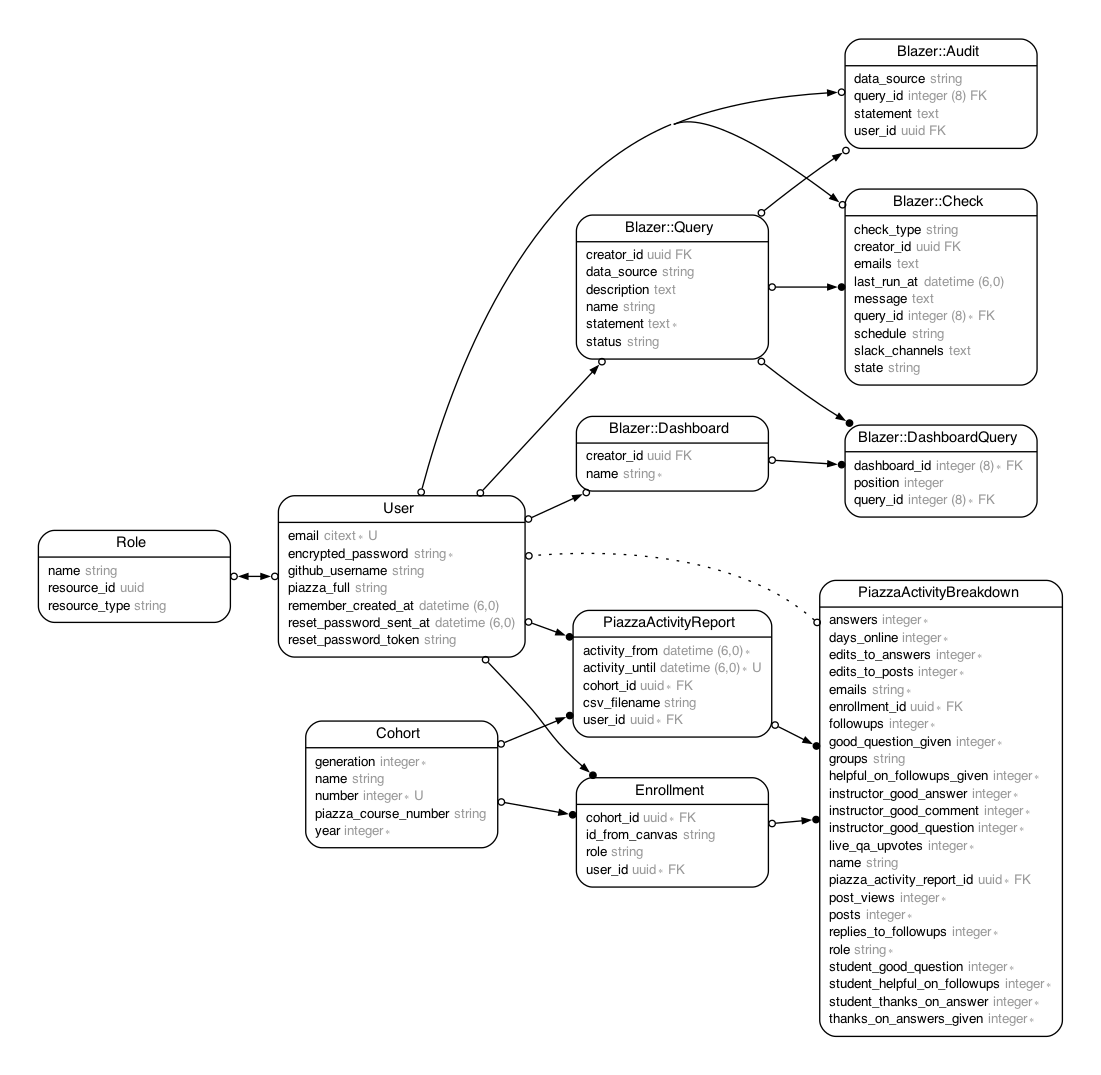 Blazer::Audit
data_source string
query_id integer (8) FK
statement text
user_id uuid FK
Blazer::Check
check_type string
creator_id uuid FK
emails text
last_run_at datetime (6,0)
message text
query_id integer (8)∗ FK
schedule string
slack_channels text
state string
Blazer::Query
creator_id uuid FK
data_source string
description text
name string
statement text∗
status string
Blazer::Dashboard
creator_id uuid FK
name string∗
Blazer::DashboardQuery
dashboard_id integer (8)∗ FK
position integer
query_id integer (8)∗ FK
User
email citext∗ U
encrypted_password string∗
github_username string
piazza_full string
remember_created_at datetime (6,0)
reset_password_sent_at datetime (6,0)
reset_password_token string
Role
name string
resource_id uuid
resource_type string
PiazzaActivityReport
activity_from datetime (6,0)∗
activity_until datetime (6,0)∗ U
cohort_id uuid∗ FK
csv_filename string
user_id uuid∗ FK
Cohort
generation integer∗
name string
number integer∗ U
piazza_course_number string
year integer∗
Enrollment
cohort_id uuid∗ FK
id_from_canvas string
role string
user_id uuid∗ FK
PiazzaActivityBreakdown
answers integer∗
days_online integer∗
edits_to_answers integer∗
edits_to_posts integer∗
emails string∗
enrollment_id uuid∗ FK
followups integer∗
good_question_given integer∗
groups string
helpful_on_followups_given integer∗
instructor_good_answer integer∗
instructor_good_comment integer∗
instructor_good_question integer∗
live_qa_upvotes integer∗
name string
piazza_activity_report_id uuid∗ FK
post_views integer∗
posts integer∗
replies_to_followups integer∗
role string∗
student_good_question integer∗
student_helpful_on_followups integer∗
student_thanks_on_answer integer∗
thanks_on_answers_given integer∗